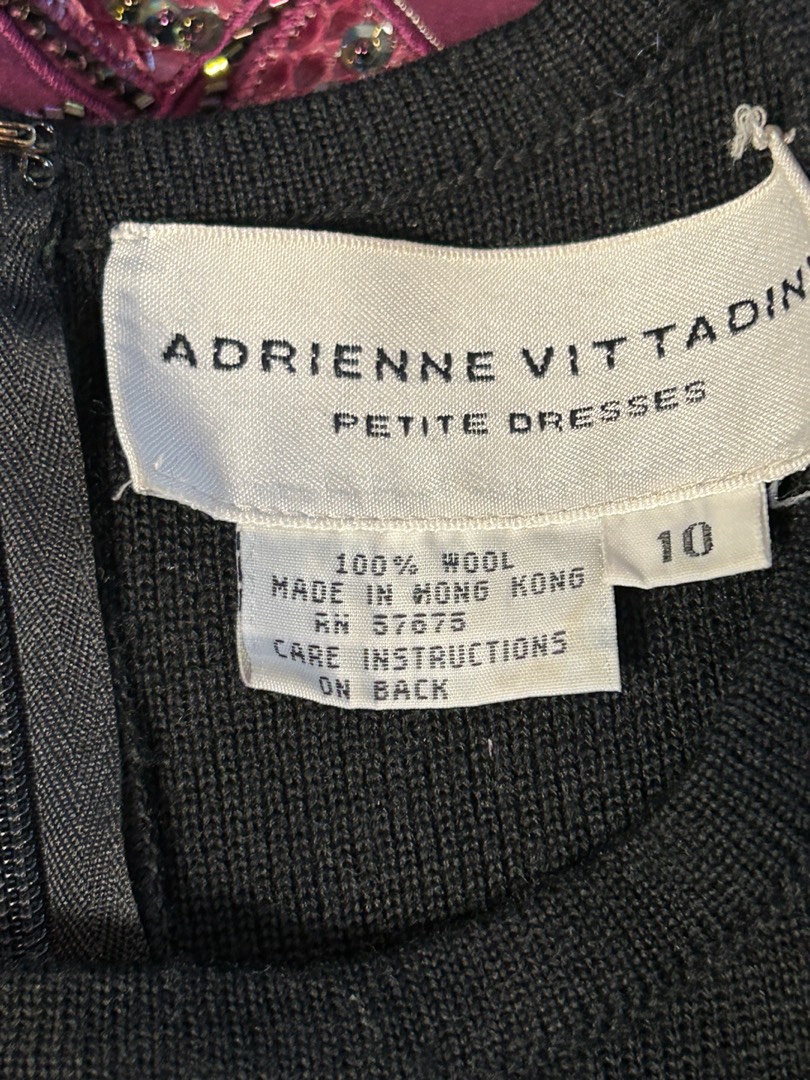 ADRIENNE VITTADINI
PETITE DRESSES
10
100% WOOL
MADE IN HONG KONG
RN 57675
CARE INSTRUCTIONS
ON BACK